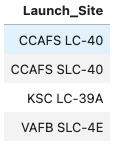 Launch_Site
CCAFS LC-40
CCAFS SLC-40
KSC LC-39A
VAFB SLC-4E